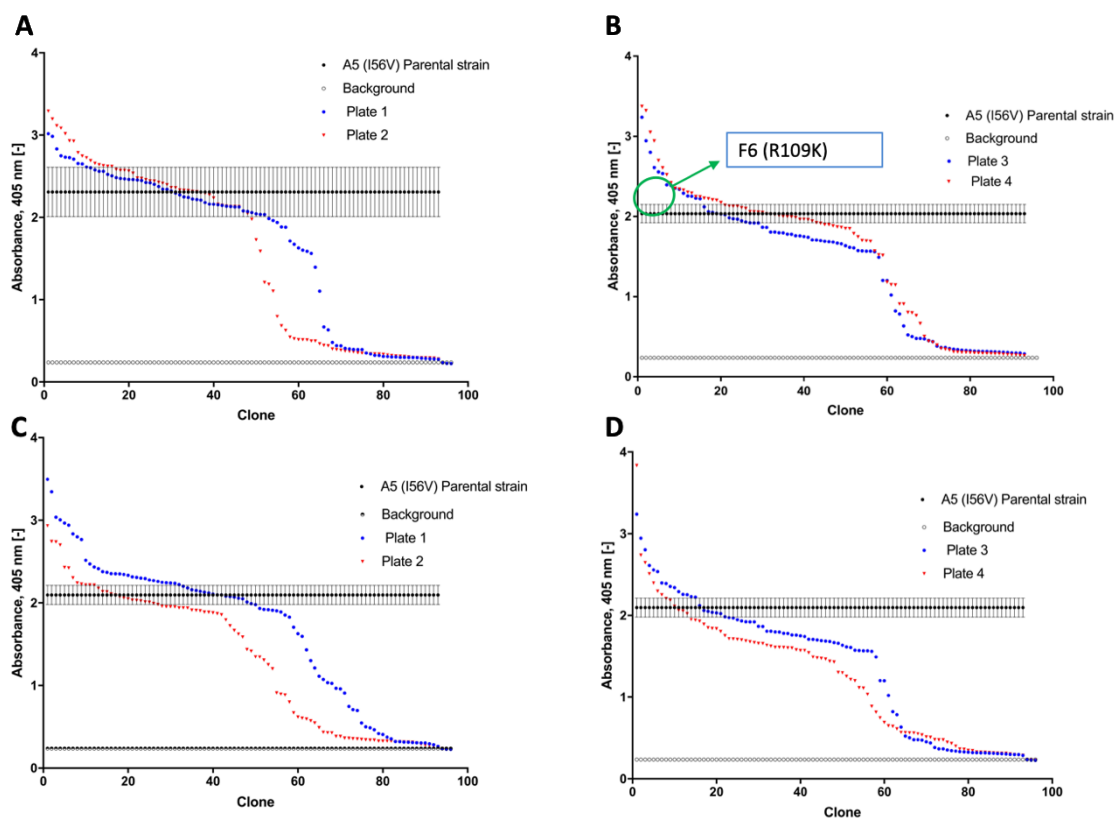 A
4
3
2
1
0
0
20
40
60
80
100
Absorbance, 405 nm [-]
Clone
A5 (I56V) Parental strain
Background
Plate 1
Plate 2
B
4
3
2
1
0
0
20
40
60
80
100
Absorbance, 405 nm [-]
Clone
F6 (R109K)
A5 (I56V) Parental strain
Background
Plate 3
Plate 4
C
4
3
2
1
0
0
20
40
60
80
100
Absorbance, 405 nm [-]
Clone
A5 (I56V) Parental strain
Background
Plate 1
Plate 2
D
4
3
2
1
0
0
20
40
60
80
100
Absorbance, 405 nm [-]
Clone
A5 (I56V) Parental strain
Background
Plate 3
Plate 4